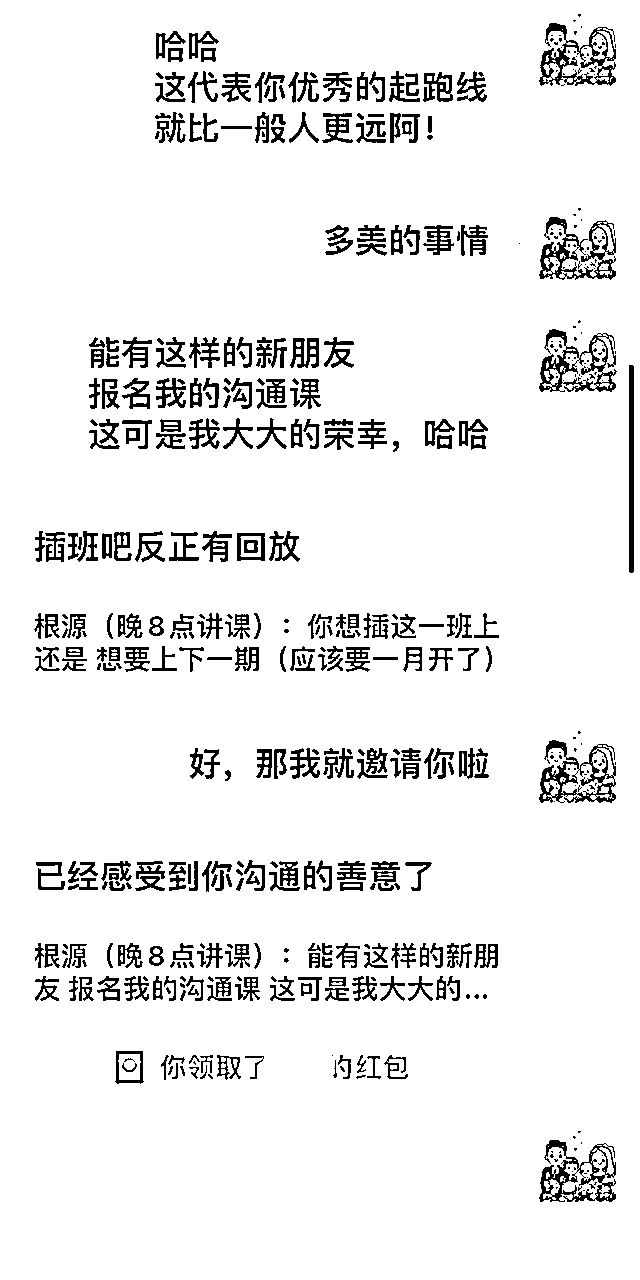 哈哈
这代表你优秀的起跑线
就比一般人更远阿！
多美的事情
能有这样的新朋友
报名我的沟通课
这可是我大大的荣幸，哈哈
插班吧反正有回放
根源（晚8点讲课）：你想插这一班上
还是 想要上下一期（应该要一月开了）
好，那我就邀请你啦
已经感受到你沟通的善意了
根源（晚8点讲课）：能有这样的新朋
友 报名我的沟通课 这可是我大大的...
你领取了 的红包